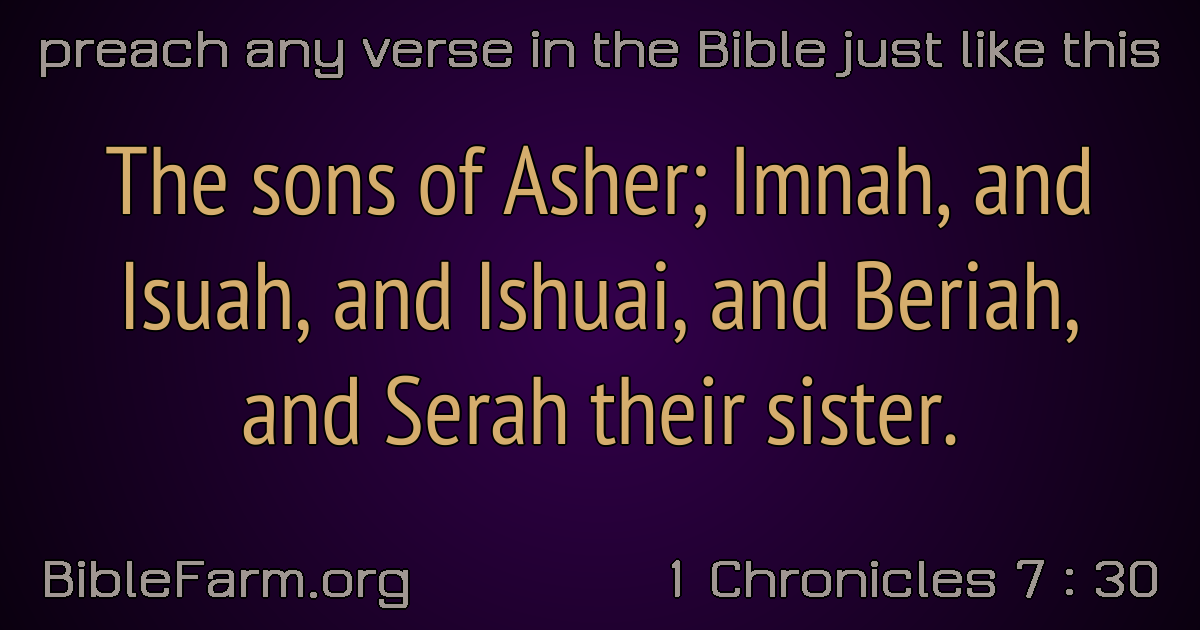 preach any verse in the Bible just like this
The sons of Asher; Imnah, and
Isuah, and Ishuai, and Beriah,
and Serah their sister.
BibleFarm.org
1 Chronicles 7 : 30